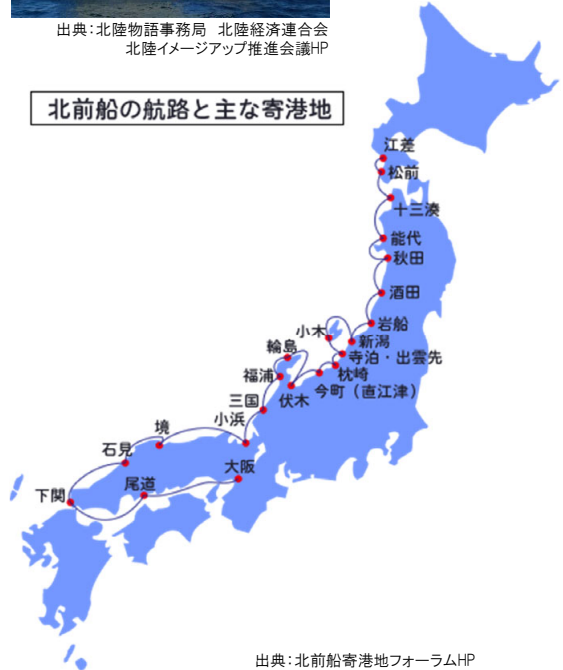 出典：北陸物語事務局　北陸経済連合会
北陸イメージアップ推進会議HP
北前船の航路と主な寄港地
江差
松前
十三湊
能代
秋田
酒田
岩船
新潟
小木
寺泊・出雲先
枕崎
今町（直江津）
伏木
輪島
福浦
三国
小浜
境
石見
下関
尾道
大阪
出典：北前船寄港地フォーラムHP